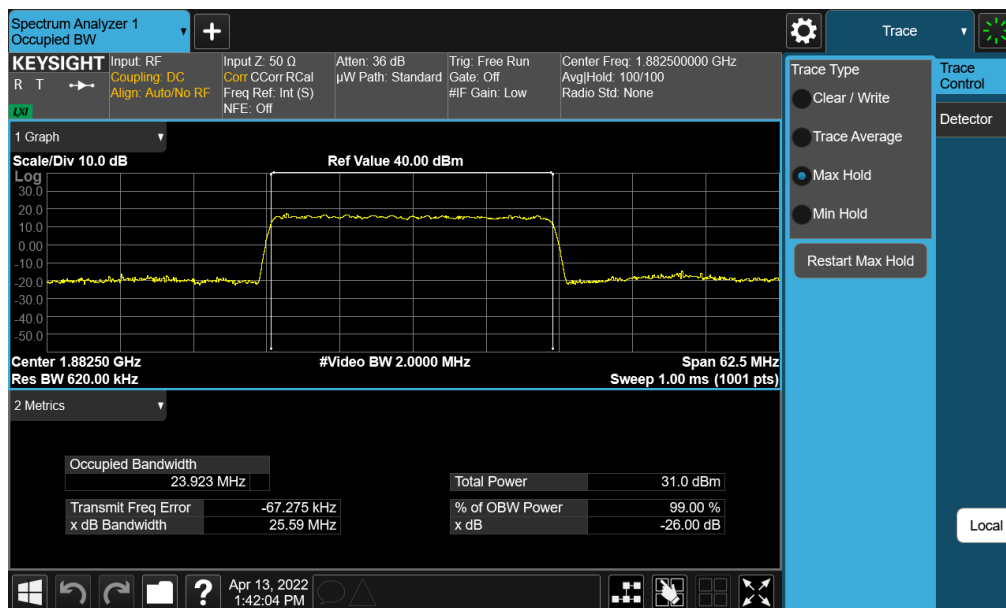 Spectrum Analyzer 1
Occupied BW
Trace
KEYSIGHT
R T
LXI
Input: RF
Coupling: DC
Align: Auto/No RF
Input Z: 50 Ω
Corr CCorr RCal
Freq Ref: Int (S)
NFE: Off
Atten: 36 dB
µW Path: Standard
Trig: Free Run
Gate: Off
#IF Gain: Low
Center Freq: 1.882500000 GHz
Avg|Hold: 100/100
Radio Std: None
Trace Type
Clear / Write
Trace Average
Max Hold
Min Hold
Restart Max Hold
Trace
Control
Detector
Local
1 Graph
Scale/Div 10.0 dB
Ref Value 40.00 dBm
Log
30.0
20.0
10.0
0.00
-10.0
-20.0
-30.0
-40.0
-50.0
Center 1.88250 GHz
#Video BW 2.0000 MHz
Span 62.5 MHz
Res BW 620.00 kHz
Sweep 1.00 ms (1001 pts)
2 Metrics
Occupied Bandwidth
23.923 MHz
Total Power 31.0 dBm
Transmit Freq Error -67.275 kHz
% of OBW Power 99.00 %
x dB Bandwidth 25.59 MHz
x dB -26.00 dB
?
Apr 13, 2022
1:42:04 PM